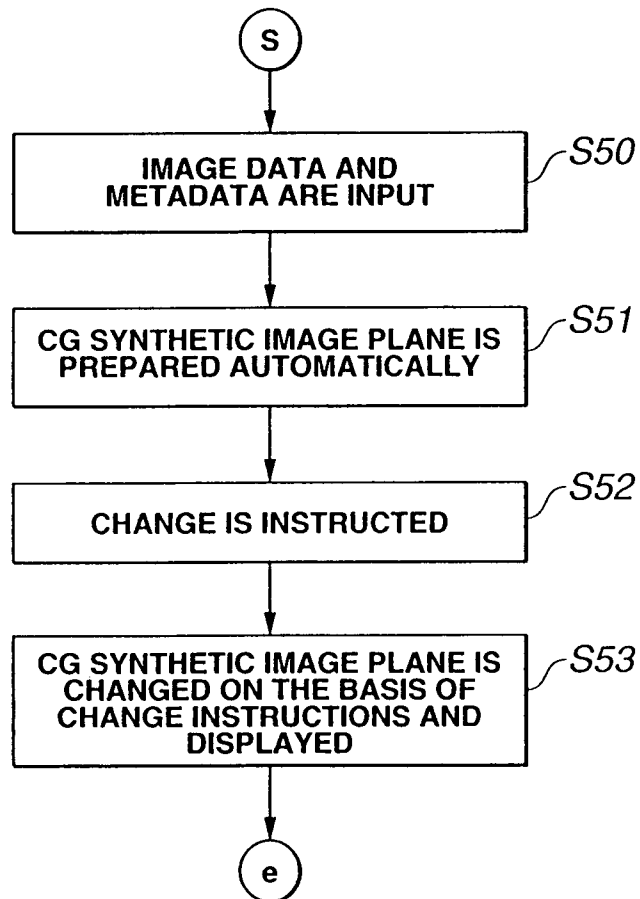 S
IMAGE DATA AND
METADADA ARE INPUT
S50
CG SYNTHETIC IMAGE PLANE IS
PREPARED AUTOMATICALLY
S51
CHANGE IS INSTRUCTED
S52
CG SYNTHETIC IMAGE PLANE IS
CHANGED ON THE BASIS OF
CHANGE INSTRUCTIONS AND
DISPLAYED
S53
e